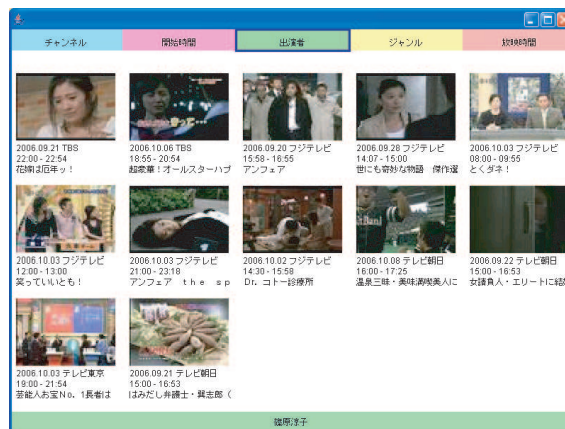 チャンネル
開始時間
出演者
ジャンル
放映時間
2006.09.21 TBS
22:00 - 22:54
花嫁は厄年ッ！
2006.10.06 TBS
18:55 - 20:54
超豪華！オールスターハプ
2006.09.20 フジテレビ
15:58 - 16:55
アンフェア
2006.09.28 フジテレビ
14:07 - 15:00
世にも奇妙な物語　傑作選
2006.10.03 フジテレビ
08:00 - 09:55
とくダネ！
2006.10.03 フジテレビ
12:00 - 13:00
笑っていいとも！
2006.10.03 フジテレビ
21:00 - 23:18
アンフェア　ｔｈｅ　ｓｐ
2006.10.02 フジテレビ
14:30 - 15:58
Dr．コトー診療所
2006.10.08 テレビ朝日
16:00 - 17:25
温泉三昧・美味満喫美人に
2006.09.22 テレビ朝日
15:00 - 16:53
女請負人・エリートに結婚
2006.10.03 テレビ東京
19:00 - 21:54
芸能人お宝Ｎｏ．１長者は
2006.09.21 テレビ朝日
15:00 - 16:53
はみだし弁護士・巽志郎（
篠原涼子